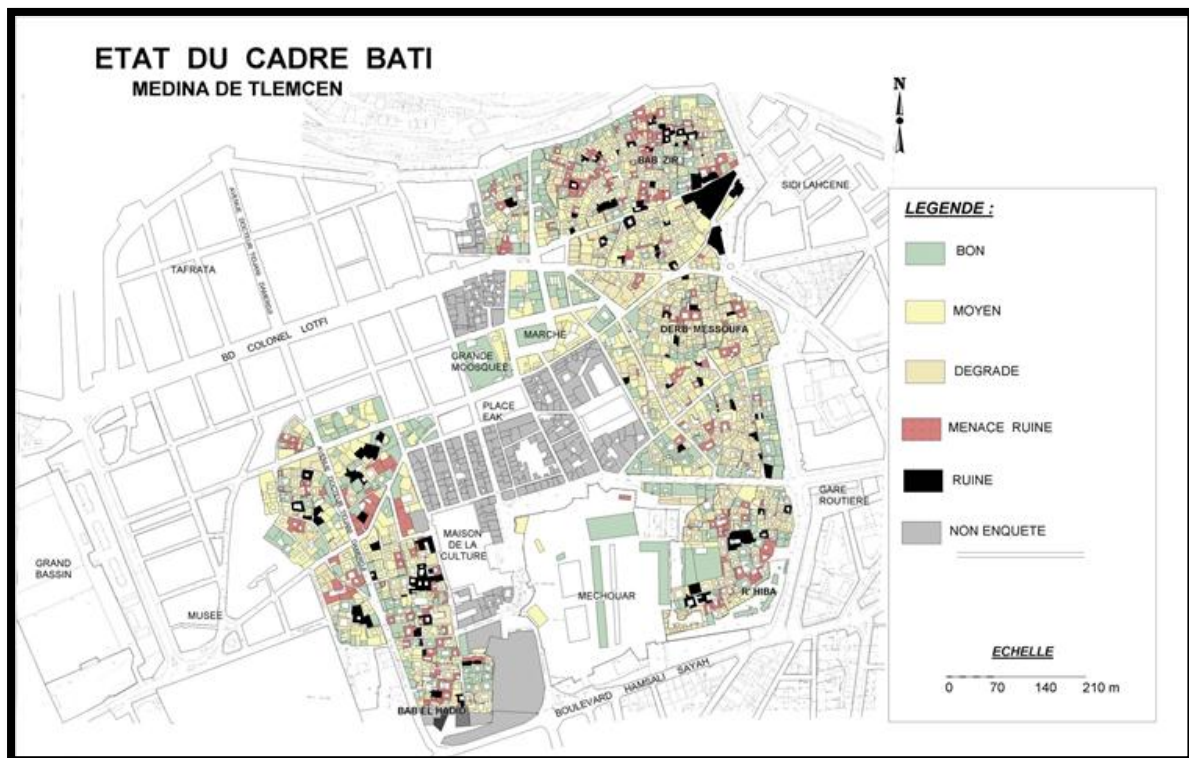 ETAT DU CADRE BATI
MEDINA DE TLEMCEN
N
BAB ZIR
SIDI LAHCENE
TAFRATA
BD COLONEL LOTFI
MARCHE
DERB MESSOUFA
GRANDE
MOOSQUEE
PLACE
EAK
GARE
ROUTIERE
MAISON
DE LA
CULTURE
GRAND
BASSIN
MUSEE
MECHOUAR
R'HIBA
BAB EL HADID
BOULEVARD HAMSALI SAYAH
LEGENDE :
BON
MOYEN
DEGRADE
MENACE RUINE
RUINE
NON ENQUETE
ECHELLE
0 70 140 210 m